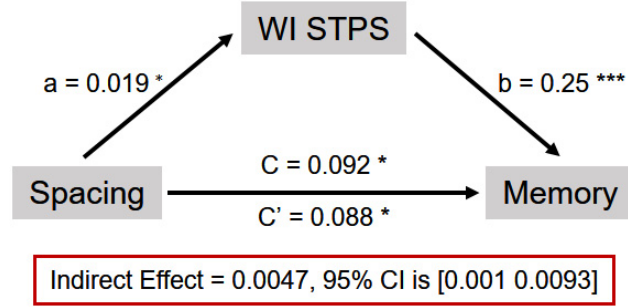 WI STPS
a = 0.019 *
b = 0.25 ***
Spacing
C = 0.092 *
C' = 0.088 *
Memory
Indirect Effect = 0.0047, 95% CI is [0.001 0.0093]